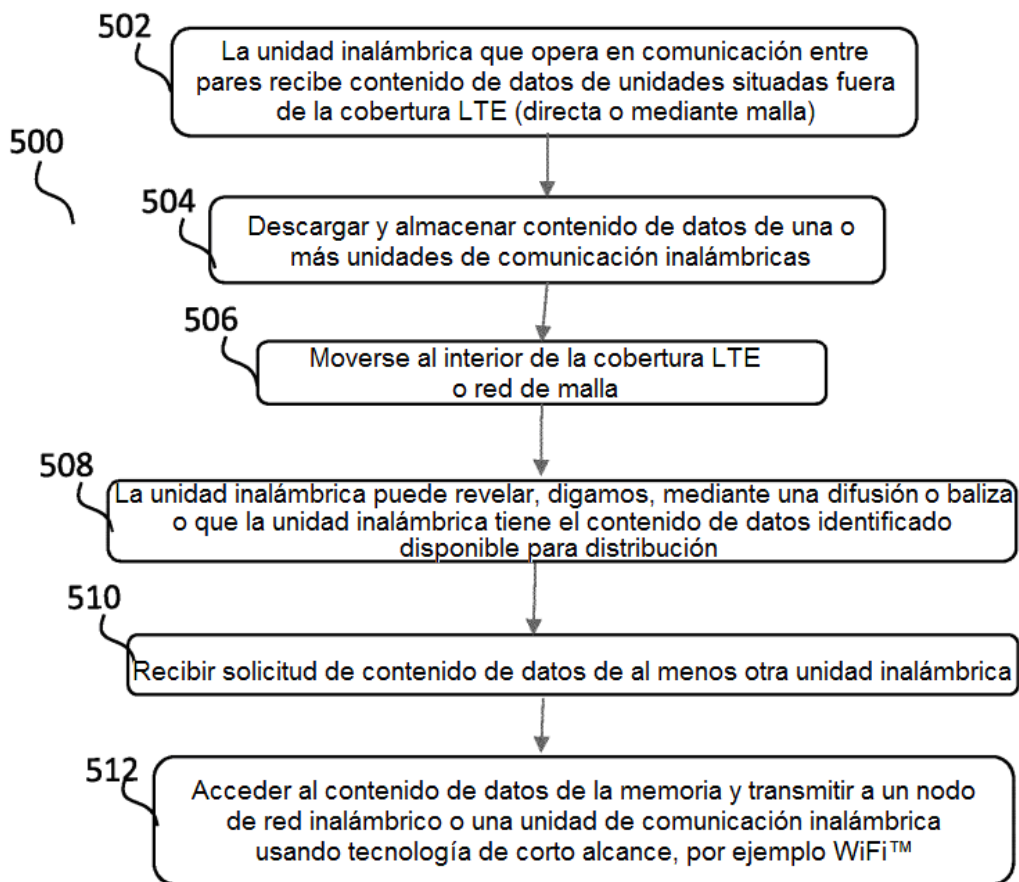 502
La unidad inalámbrica que opera en comunicación entre
pares recibe contenido de datos de unidades situadas fuera
de la cobertura LTE (directa o mediante malla)
500
504
Descargar y almacenar contenido de datos de una o
más unidades de comunicación inalámbricas
506
Moverse al interior de la cobertura LTE
o red de malla
508
La unidad inalámbrica puede revelar, digamos, mediante una difusión o baliza
o que la unidad inalámbrica tiene el contenido de datos identificado
disponible para distribución
510
Recibir solicitud de contenido de datos de al menos otra unidad inalámbrica
512
Acceder al contenido de datos de la memoria y transmitir a un nodo
de red inalámbrico o una unidad de comunicación inalámbrica
usando tecnología de corto alcance, por ejemplo WiFi™